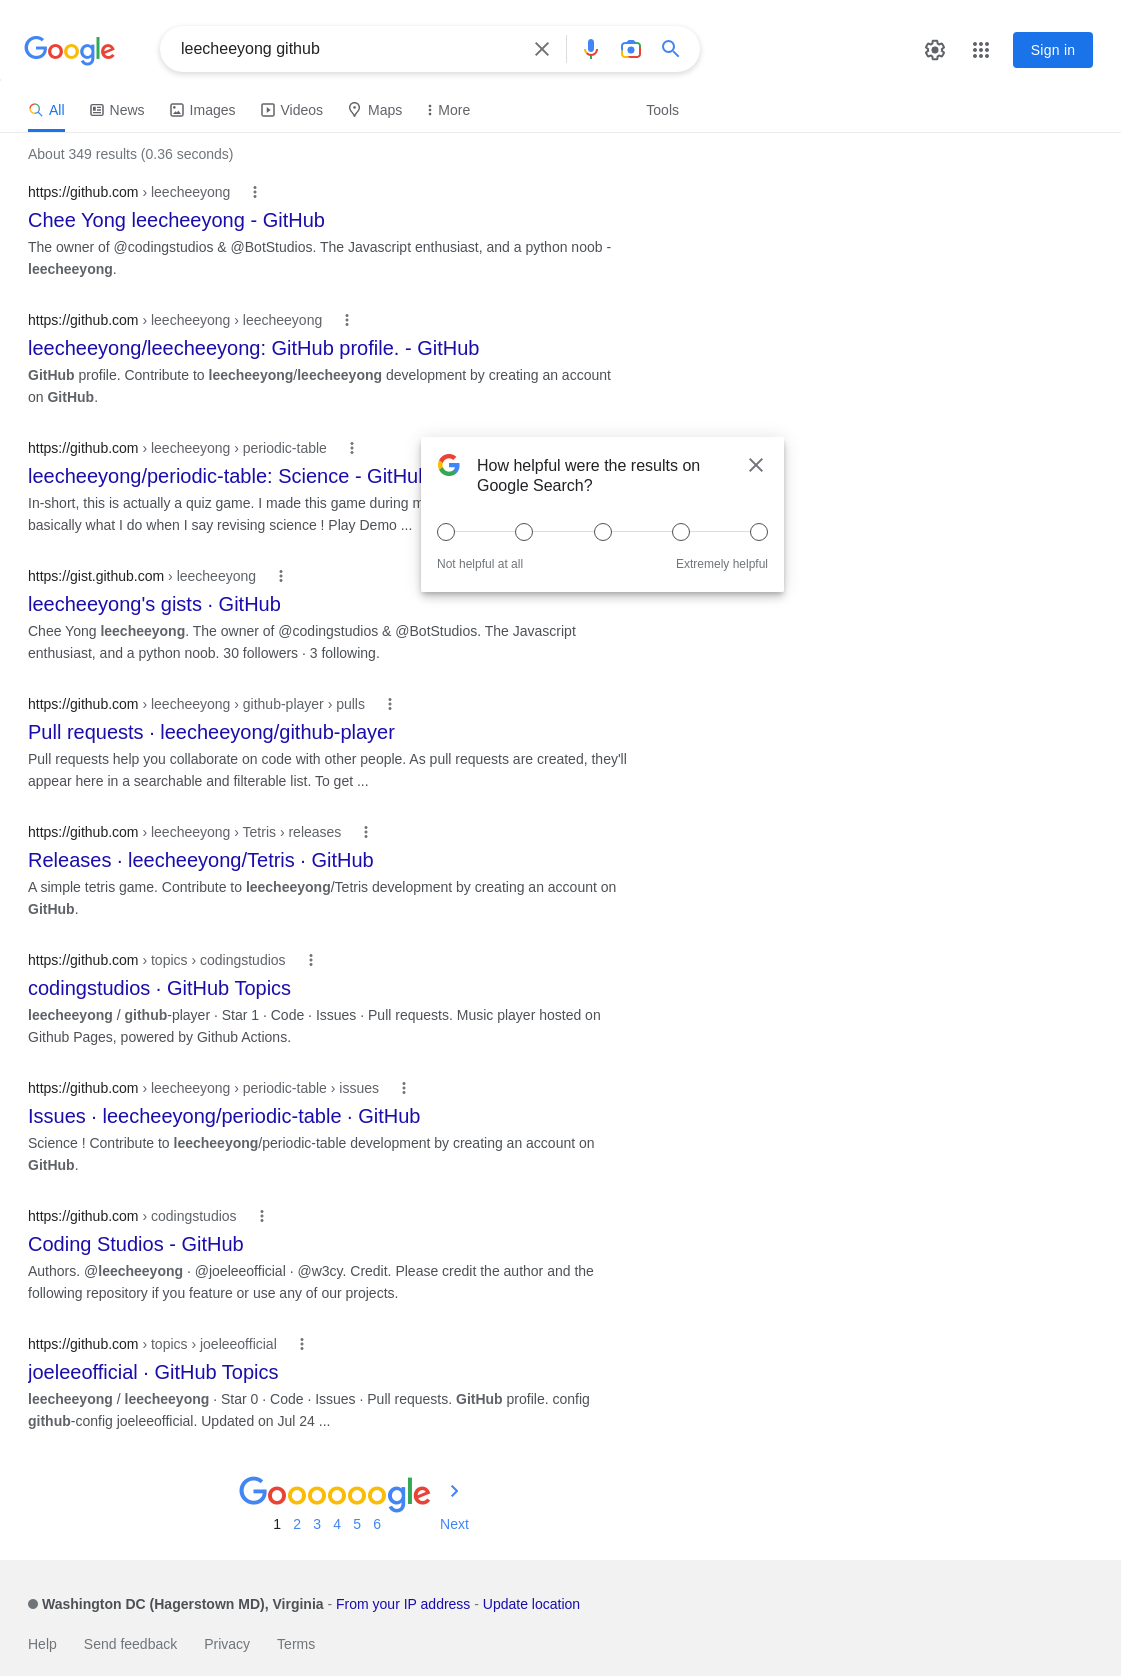 Google
leecheeyong github
Sign in
All News Images Videos Maps More Tools
About 349 results (0.36 seconds)
https://github.com › leecheeyong
Chee Yong leecheeyong - GitHub
The owner of @codingstudios & @BotStudios. The Javascript enthusiast, and a python noob -
leecheeyong.
https://github.com › leecheeyong › leecheeyong
leecheeyong/leecheeyong: GitHub profile. - GitHub
GitHub profile. Contribute to leecheeyong/leecheeyong development by creating an account
on GitHub.
https://github.com › leecheeyong › periodic-table
leecheeyong/periodic-table: Science - GitHub
In-short, this is actually a quiz game. I made this game during
basically what I do when I say revising science ! Play Demo ...
How helpful were the results on
Google Search?
Not helpful at all Extremely helpful
https://gist.github.com › leecheeyong
leecheeyong's gists · GitHub
Chee Yong leecheeyong. The owner of @codingstudios & @BotStudios. The Javascript
enthusiast, and a python noob. 30 followers · 3 following.
https://github.com › leecheeyong › github-player › pulls
Pull requests · leecheeyong/github-player
Pull requests help you collaborate on code with other people. As pull requests are created, they'll
appear here in a searchable and filterable list. To get ...
https://github.com › leecheeyong › Tetris › releases
Releases · leecheeyong/Tetris · GitHub
A simple tetris game. Contribute to leecheeyong/Tetris development by creating an account on
GitHub.
https://github.com › topics › codingstudios
codingstudios · GitHub Topics
leecheeyong / github-player · Star 1 · Code · Issues · Pull requests. Music player hosted on
Github Pages, powered by Github Actions.
https://github.com › leecheeyong › periodic-table › issues
Issues · leecheeyong/periodic-table · GitHub
Science ! Contribute to leecheeyong/periodic-table development by creating an account on
GitHub.
https://github.com › codingstudios
Coding Studios - GitHub
Authors. @leecheeyong · @joeleeofficial · @w3cy. Credit. Please credit the author and the
following repository if you feature or use any of our projects.
https://github.com › topics › joeleeofficial
joeleeofficial · GitHub Topics
leecheeyong / leecheeyong · Star 0 · Code · Issues · Pull requests. GitHub profile. config
github-config joeleeofficial. Updated on Jul 24 ...
Goooooogle
1 2 3 4 5 6 Next
Washington DC (Hagerstown MD), Virginia - From your IP address - Update location
Help Send feedback Privacy Terms